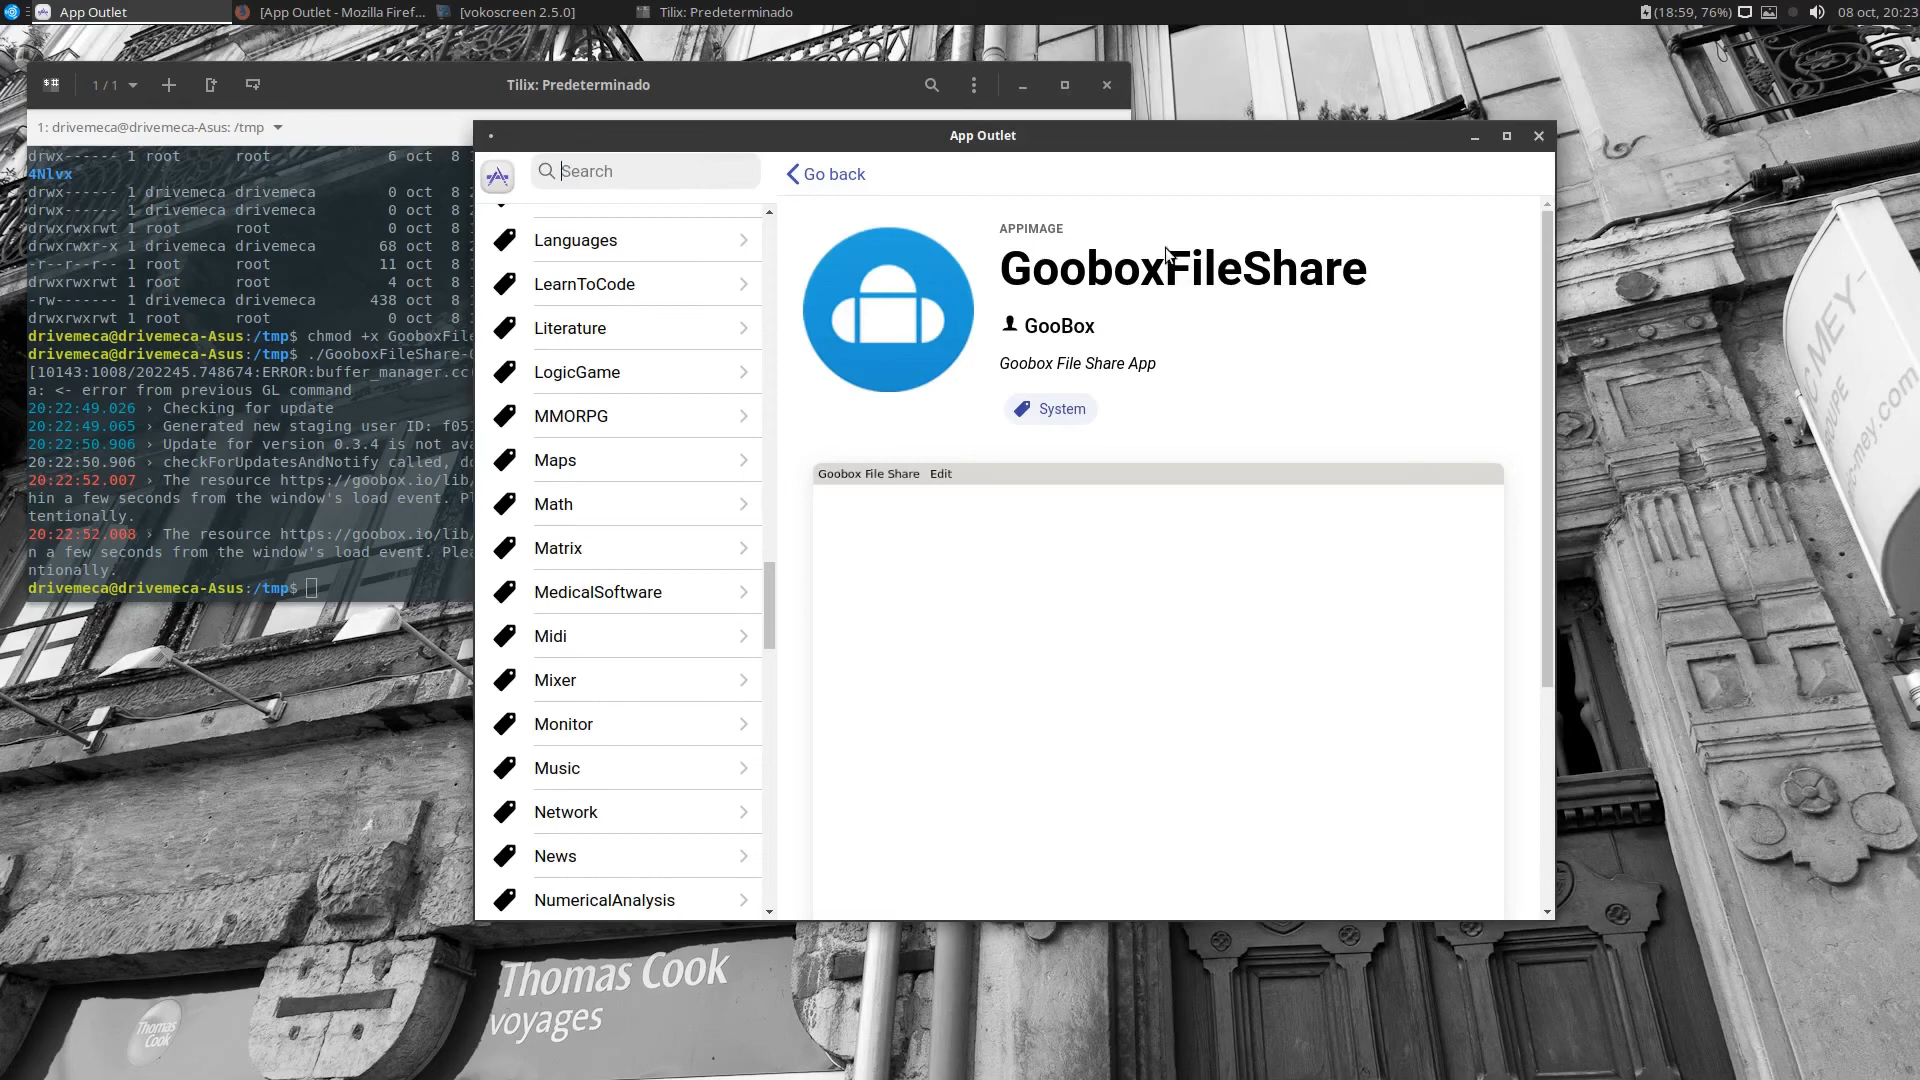 App Outlet
[App Outlet - Mozilla Firef...
[vokoscreen 2.5.0]
Tilix: Predeterminado
(18:59, 76%)
08 oct, 20:23
1 / 1
Tilix: Predeterminado
1: drivemeca@drivemeca-Asus: /tmp
drwx------ 1 root root 6 oct 8
4Nlvx
drwx------ 1 drivemeca drivemeca 0 oct 8
drwx------ 1 drivemeca drivemeca 0 oct 8
drwxrwxrwt 1 root root 0 oct 8
drwxrwxr-x 1 drivemeca drivemeca 68 oct 8
-r--r--r-- 1 root root 11 oct 8
drwxrwxrwt 1 root root 4 oct 8
-rw------- 1 drivemeca drivemeca 438 oct 8
drwxrwxrwt 1 root root 0 oct 8
drivemeca@drivemeca-Asus:/tmp$ chmod +x GooboxFile
drivemeca@drivemeca-Asus:/tmp$ ./GooboxFileShare-
[10143:1008/202245.748674:ERROR:buffer_manager.cc
a: <- error from previous GL command
20:22:49.026 › Checking for update
20:22:49.065 › Generated new staging user ID: f05
20:22:50.906 › Update for version 0.3.4 is not ava
20:22:50.906 › checkForUpdatesAndNotify called, do
20:22:52.007 › The resource https://goobox.io/lib/
hin a few seconds from the window's load event. Pl
tentionally.
20:22:52.008 › The resource https://goobox.io/lib/
n a few seconds from the window's load event. Plea
ntionally.
drivemeca@drivemeca-Asus:/tmp$
App Outlet
Search
Languages
LearnToCode
Literature
LogicGame
MMORPG
Maps
Math
Matrix
MedicalSoftware
Midi
Mixer
Monitor
Music
Network
News
NumericalAnalysis
Go back
APPIMAGE
GooboxFileShare
GooBox
Goobox File Share App
System
Goobox File Share Edit
Thomas Cook
voyages
Thomas
Cook